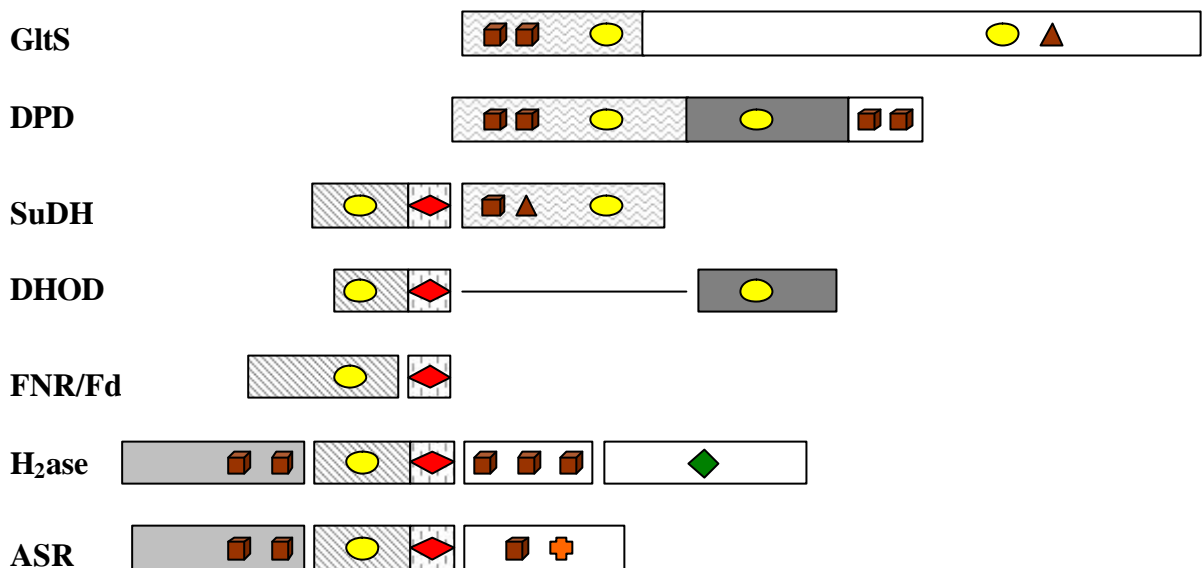 GltS
DPD
SuDH
DHOD
FNR/Fd
H₂ase
ASR